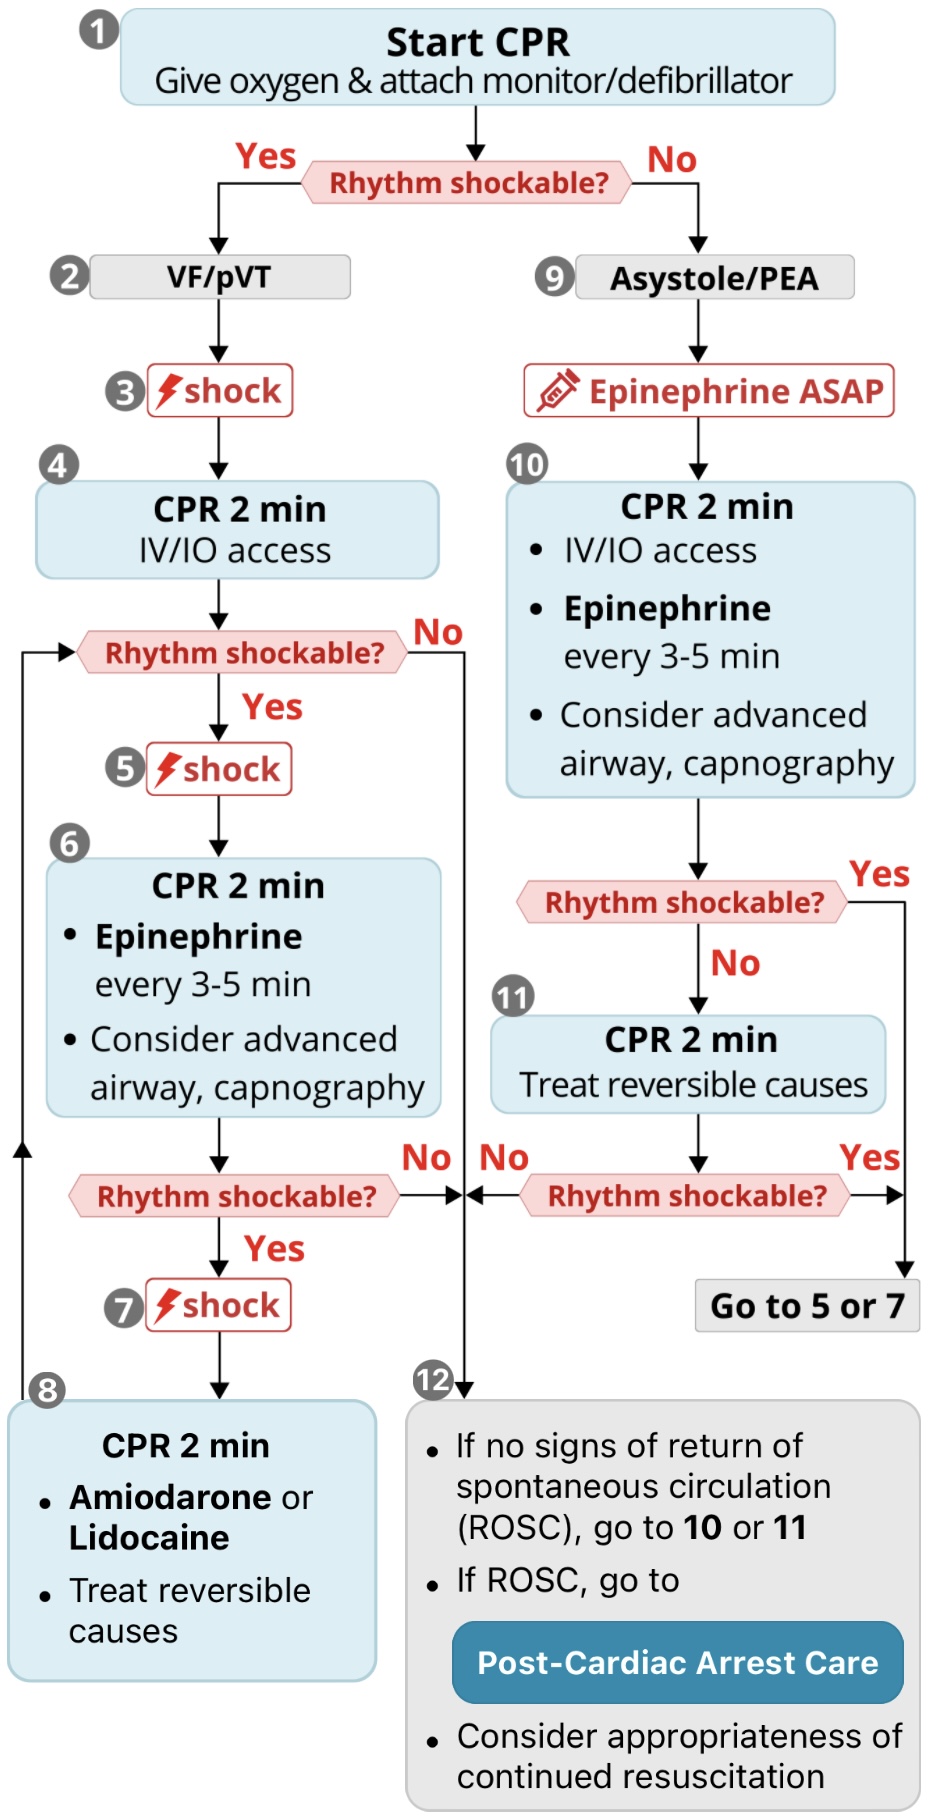 1
Start CPR
Give oxygen & attach monitor/defibrillator
Yes
Rhythm shockable?
No
2
VF/pVT
3
shock
4
CPR 2 min
IV/IO access
Rhythm shockable?
No
Yes
5
shock
6
CPR 2 min
• Epinephrine
every 3-5 min
• Consider advanced
airway, capnography
Rhythm shockable?
No
Yes
7
shock
8
CPR 2 min
• Amiodarone or
Lidocaine
• Treat reversible
causes
9
Asystole/PEA
Epinephrine ASAP
10
CPR 2 min
• IV/IO access
• Epinephrine
every 3-5 min
• Consider advanced
airway, capnography
Rhythm shockable?
Yes
No
11
CPR 2 min
Treat reversible causes
No
Rhythm shockable?
Yes
Go to 5 or 7
12
• If no signs of return of
spontaneous circulation
(ROSC), go to 10 or 11
• If ROSC, go to
Post-Cardiac Arrest Care
• Consider appropriateness of
continued resuscitation